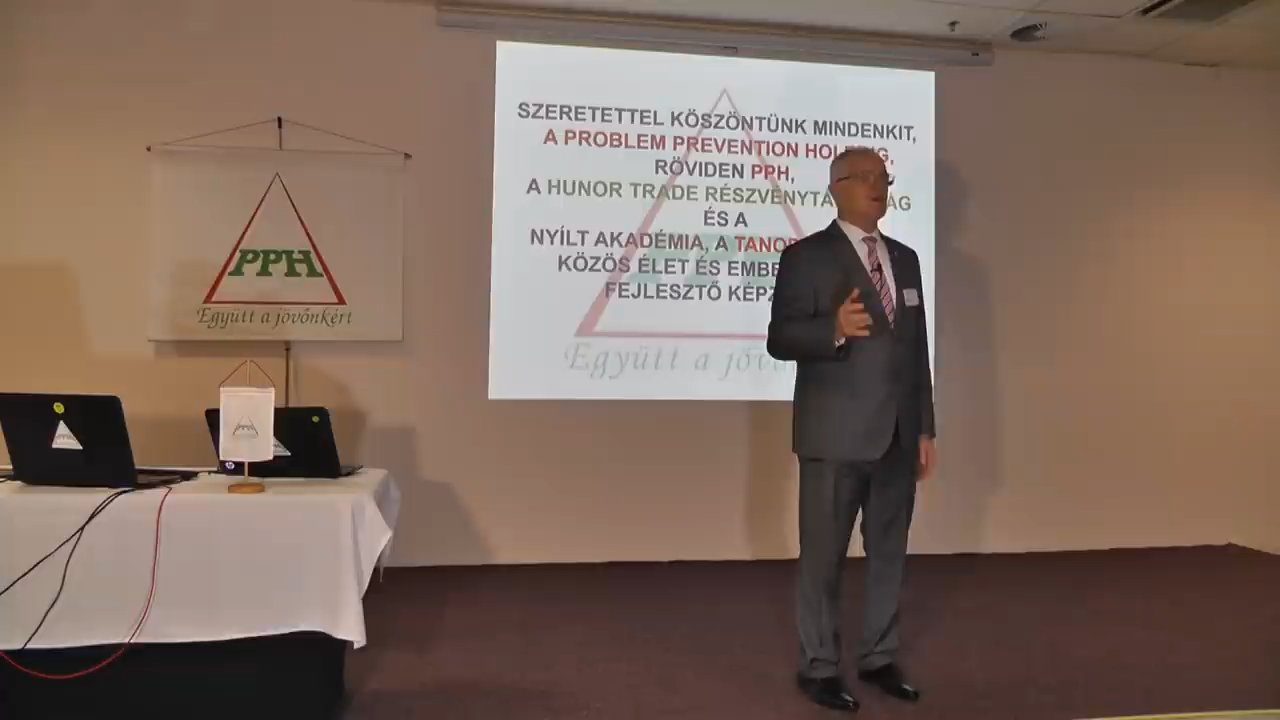 SZERETETTEL KÖSZÖNTÜNK MINDENKIT,
A PROBLEM PREVENTION
RÖVIDEN PPH,
A HUNOR TRADE
ÉS A
NYÍLT AKADÉMIA, A
KÖZÖS ÉLET ÉS
FEJLESZTŐ
Együtt a
PPH
Együtt a jövőnkért